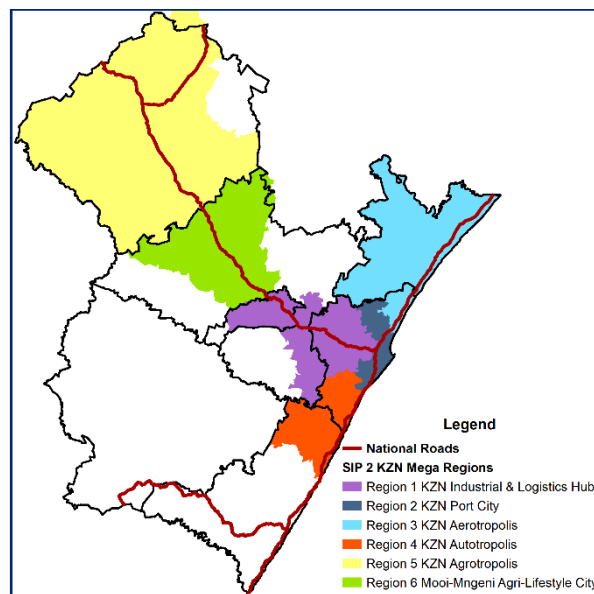 Legend
National Roads
SIP 2 KZN Mega Regions
Region 1 KZN Industrial & Logistics Hub
Region 2 KZN Port City
Region 3 KZN Aerotropolis
Region 4 KZN Autotropolis
Region 5 KZN Agrotropolis
Region 6 Mooi-Mngeni Agri-Lifestyle City